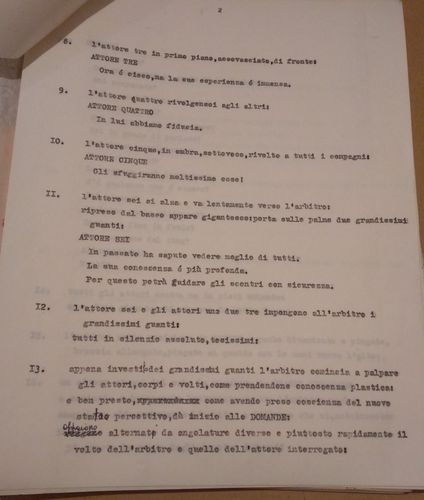 2
8. l'attore tre in primo piano,accovacciato,di fronte:
ATTORE TRE
Ora é cieco,ma la sua esperienza é immensa.
9. l'attore quattro rivolgensosi agli altri:
ATTORE QUATTRO
In lui abbiamo fiducia.
IO. l'attore cinque,in ombra,sottovoce,rivolto a tutti i compagni:
ATTORE CINQUE
Gli sfuggiranno moltissime cose!
II. l'attore sei si alza e va lentamente verso l'arbitro:
ripreso dal basso appare gigantesco:porta sulle palme due grandissimi
guanti:
ATTORE SEI
In passato ha saputo vedere meglio di tutti.
La sua conoscenza é più profonda.
Per questo potrà guidare gli scontri con sicurezza.
I2. l'attore sei e gli attori uno due tre impongono all'arbitro i
grandissimi guanti:
tutti in silenzio assoluto,tesissimi:
I3. appena investito dei grandissimi guanti l'arbitro comincia a palpare
gli attori,corpi e volti,come prendendone conoscenza plastica:
e ben presto, come avendo preso coscienza del nuovo
stato percettivo,dà inizio alle DOMANDE:
alternate da angolature diverse e piuttosto rapidamente il
volto dell'arbitro e quello dell'attore interrogato: